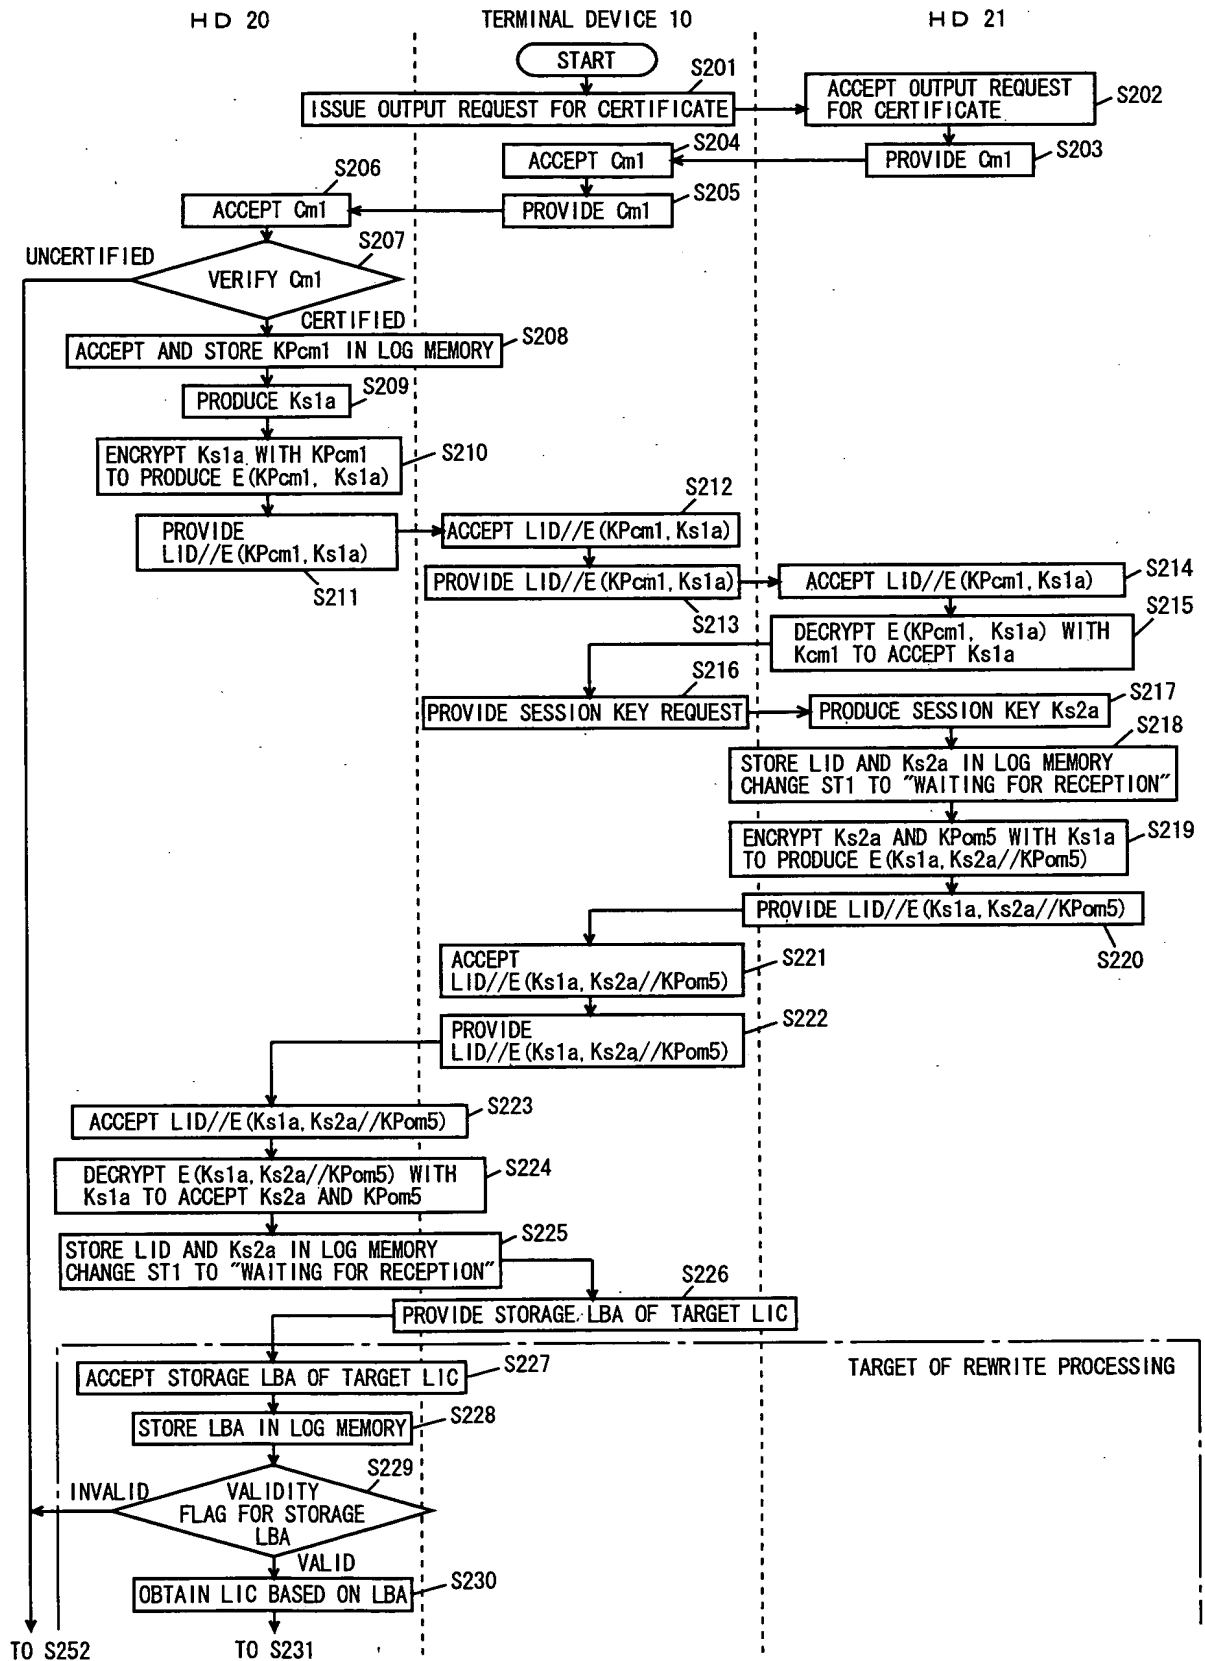 HD 20
TERMINAL DEVICE 10
HD 21
START
S201
ISSUE OUTPUT REQUEST FOR CERTIFICATE
ACCEPT OUTPUT REQUEST
FOR CERTIFICATE
S202
S204
ACCEPT Cm1
PROVIDE Cm1
S203
S206
ACCEPT Cm1
PROVIDE Cm1
S205
UNCERTIFIED
S207
VERIFY Cm1
CERTIFIED
S208
ACCEPT AND STORE KPcm1 IN LOG MEMORY
S209
PRODUCE Ks1a
ENCRYPT Ks1a WITH KPcm1
TO PRODUCE E(KPcm1, Ks1a)
S210
PROVIDE
LID//E(KPcm1,Ks1a)
S211
S212
ACCEPT LID//E(KPcm1,Ks1a)
PROVIDE LID//E(KPcm1,Ks1a)
S213
ACCEPT LID//E(KPcm1,Ks1a)
S214
S215
DECRYPT E(KPcm1, Ks1a) WITH
Kcm1 TO ACCEPT Ks1a
S216
PROVIDE SESSION KEY REQUEST
PRODUCE SESSION KEY Ks2a
S217
S218
STORE LID AND Ks2a IN LOG MEMORY
CHANGE ST1 TO "WAITING FOR RECEPTION"
ENCRYPT Ks2a AND KPom5 WITH Ks1a
TO PRODUCE E(Ks1a,Ks2a//KPom5)
S219
PROVIDE LID//E(Ks1a,Ks2a//KPom5)
S220
ACCEPT
LID//E(Ks1a,Ks2a//KPom5)
S221
PROVIDE
LID//E(Ks1a,Ks2a//KPom5)
S222
ACCEPT LID//E(Ks1a,Ks2a//KPom5)
S223
DECRYPT E(Ks1a,Ks2a//KPom5) WITH
Ks1a TO ACCEPT Ks2a AND KPom5
S224
STORE LID AND Ks2a IN LOG MEMORY
CHANGE ST1 TO "WAITING FOR RECEPTION"
S225
S226
PROVIDE STORAGE LBA OF TARGET LIC
TARGET OF REWRITE PROCESSING
ACCEPT STORAGE LBA OF TARGET LIC
S227
STORE LBA IN LOG MEMORY
S228
INVALID
S229
VALIDITY
FLAG FOR STORAGE
LBA
VALID
OBTAIN LIC BASED ON LBA
S230
TO S252
TO S231